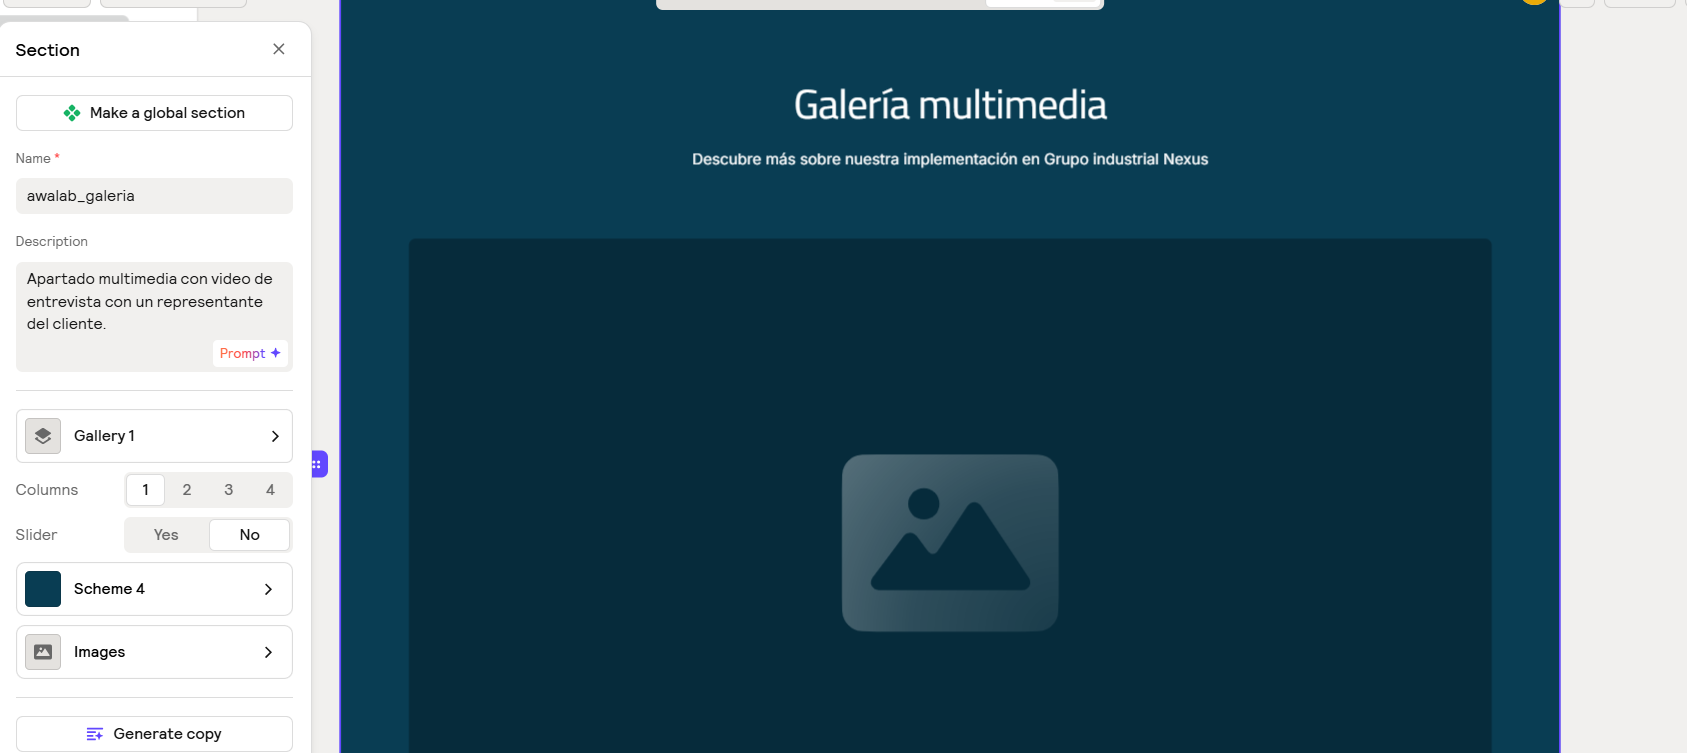 Section
Make a global section
Name *
awalab_galeria
Description
Apartado multimedia con video de
entrevista con un representante
del cliente.
Prompt
Gallery 1
Columns 1 2 3 4
Slider Yes No
Scheme 4
Images
Generate copy
Galería multimedia
Descubre más sobre nuestra implementación en Grupo industrial Nexus